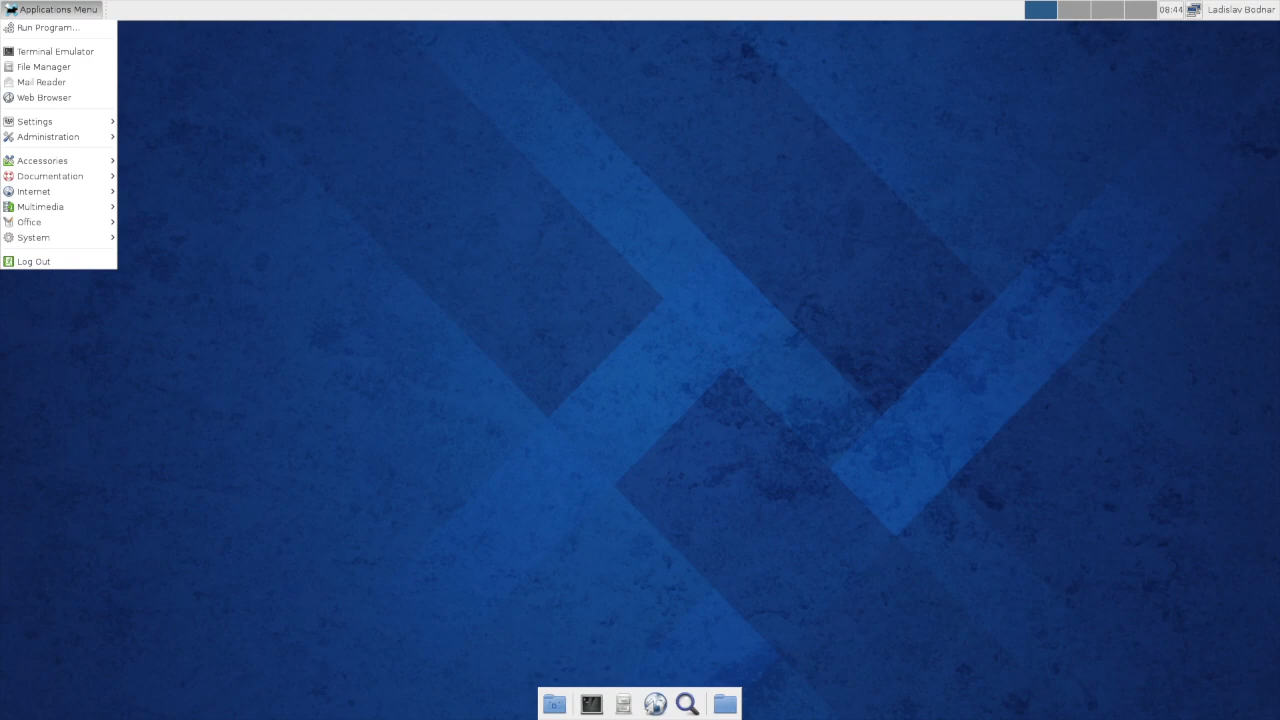 Applications Menu
08:44
Ladislav Bodnar
Run Program...
Terminal Emulator
File Manager
Mail Reader
Web Browser
Settings
Administration
Accessories
Documentation
Internet
Multimedia
Office
System
Log Out